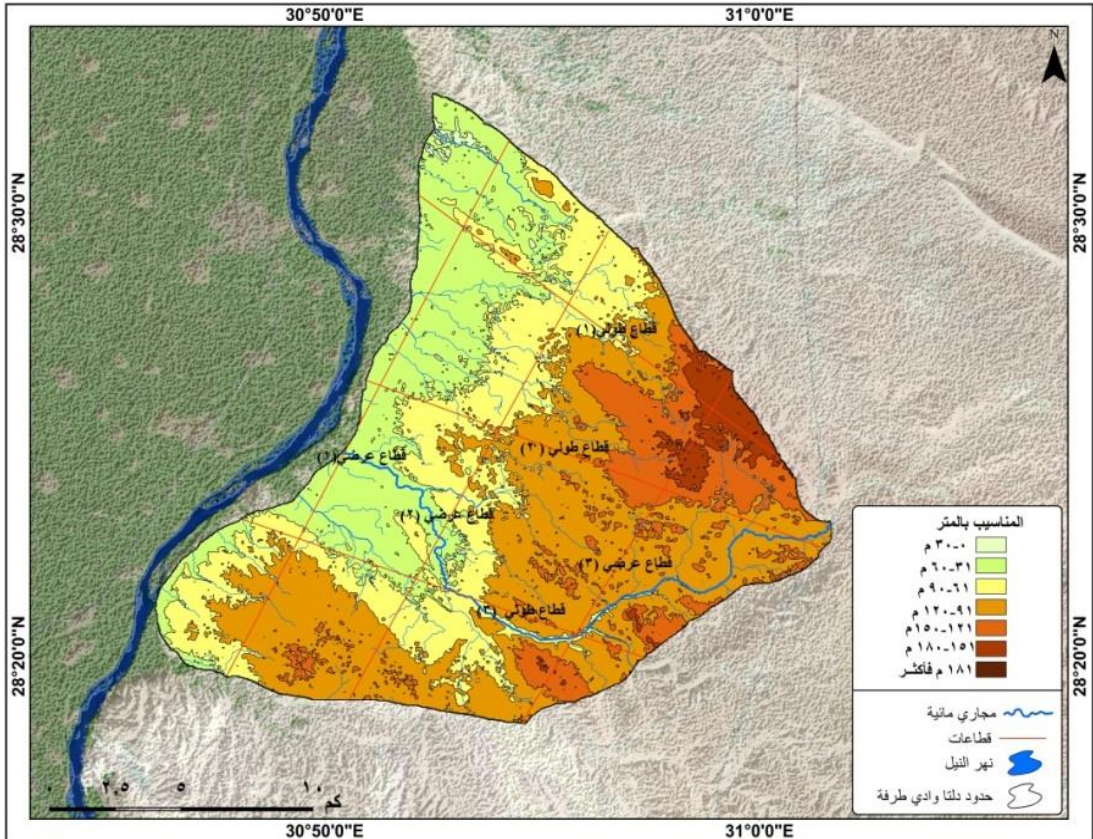 30°50'0"E
31°0'0"E
N
28°30'0"N
28°30'0"N
قطاع طولي (١)
قطاع طولي (٢)
قطاع عرضي (١)
قطاع عرضي (٢)
قطاع عرضي (٣)
قطاع طولي (٣)
28°20'0"N
28°20'0"N
المناسيب بالمتر
٠-٣٠ م
٣١-٦٠ م
٦١-٩٠ م
٩١-١٢٠ م
١٢١-١٥٠ م
١٥١-١٨٠ م
١٨١ م فأكثر
مجاري مائية
قطاعات
نهر النيل
حدود دلتا وادي طرفة
٠ ٢.٥ ٥ ١٠
كم
30°50'0"E
31°0'0"E